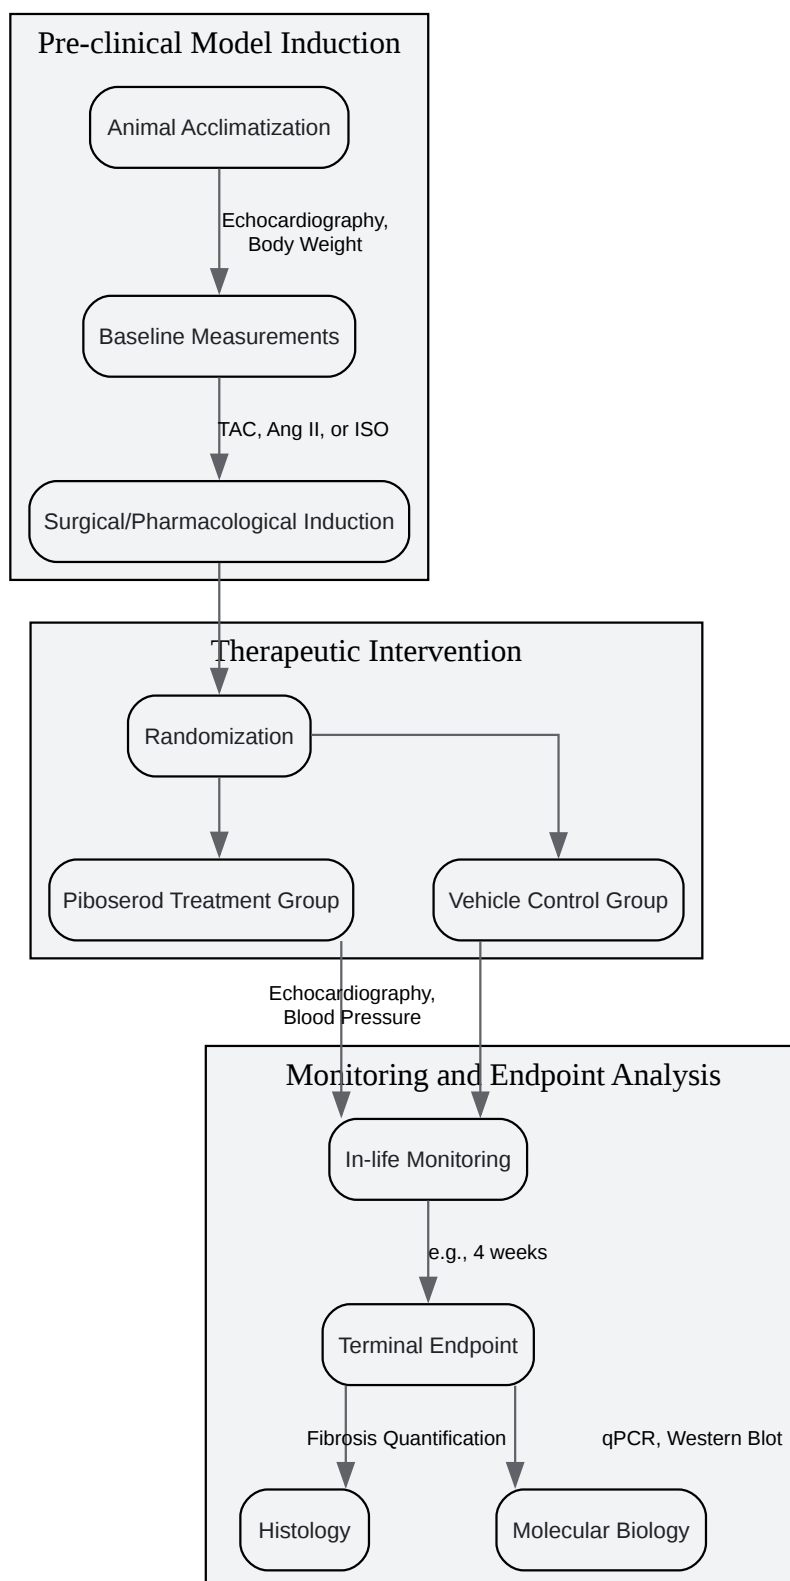 Pre-clinical Model Induction
Animal Acclimatization
Echocardiography,
Body Weight
Baseline Measurements
TAC, Ang II, or ISO
Surgical/Pharmacological Induction
Therapeutic Intervention
Randomization
Piboserod Treatment Group
Vehicle Control Group
Echocardiography,
Blood Pressure
Monitoring and Endpoint Analysis
In-life Monitoring
e.g., 4 weeks
Terminal Endpoint
Fibrosis Quantification
qPCR, Western Blot
Histology
Molecular Biology